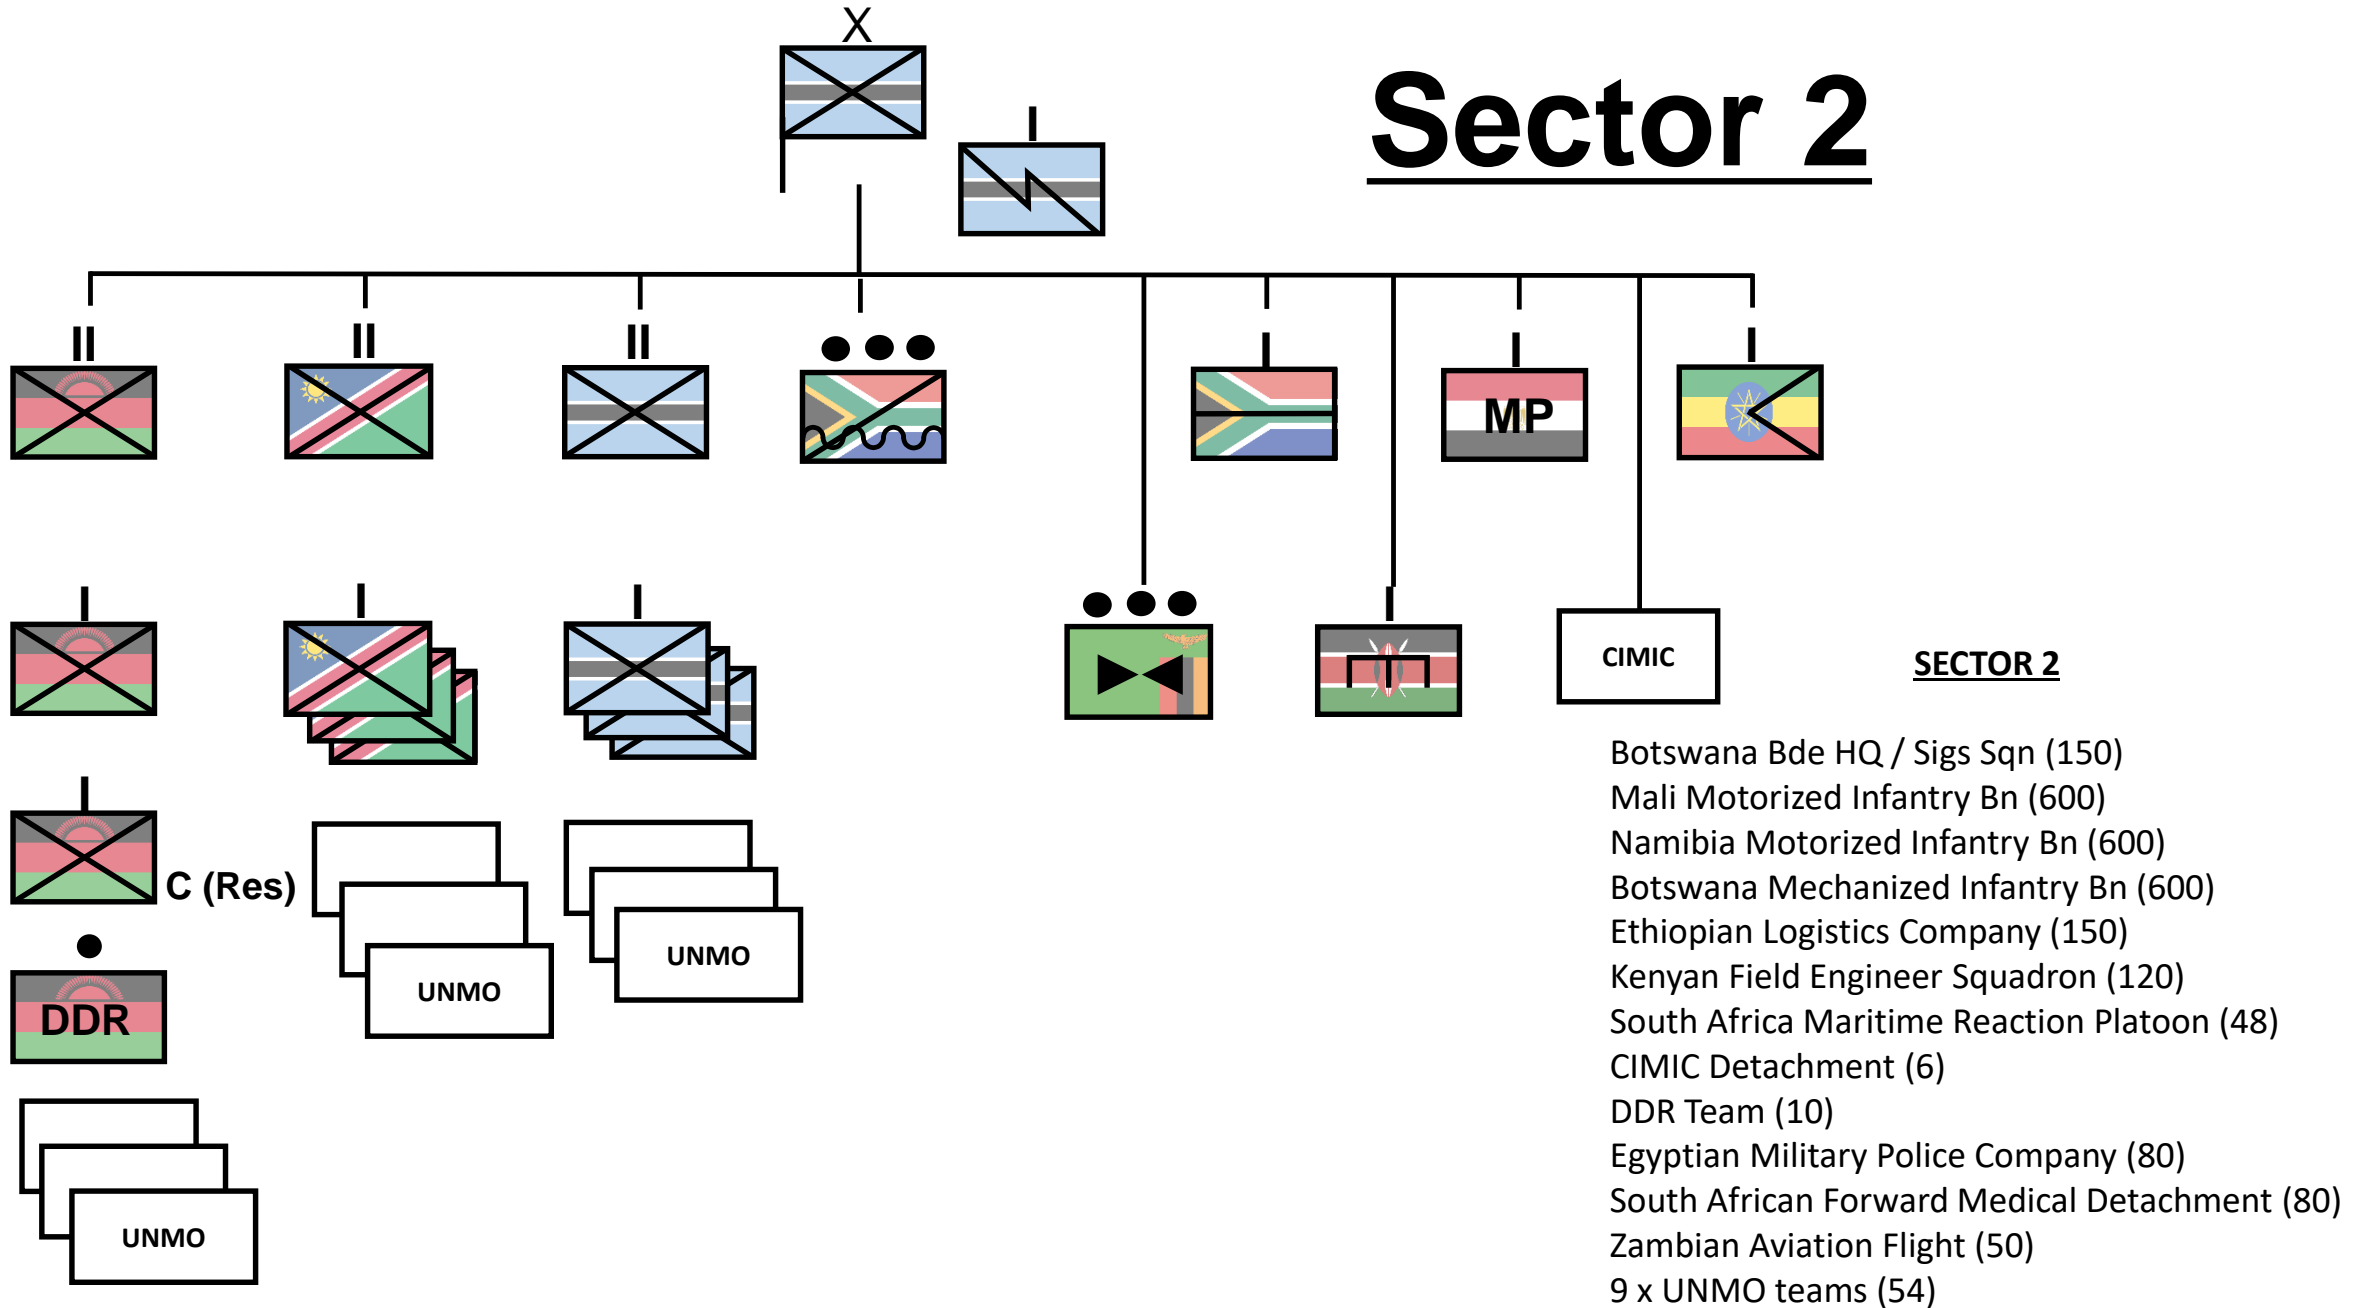 X
Sector 2
I
II
II
II
I
I
I
MP
I
I
I
I
CIMIC
SECTOR 2
I
C (Res)
DDR
UNMO
UNMO
UNMO
Botswana Bde HQ / Sigs Sqn (150)
Mali Motorized Infantry Bn (600)
Namibia Motorized Infantry Bn (600)
Botswana Mechanized Infantry Bn (600)
Ethiopian Logistics Company (150)
Kenyan Field Engineer Squadron (120)
South Africa Maritime Reaction Platoon (48)
CIMIC Detachment (6)
DDR Team (10)
Egyptian Military Police Company (80)
South African Forward Medical Detachment (80)
Zambian Aviation Flight (50)
9 x UNMO teams (54)